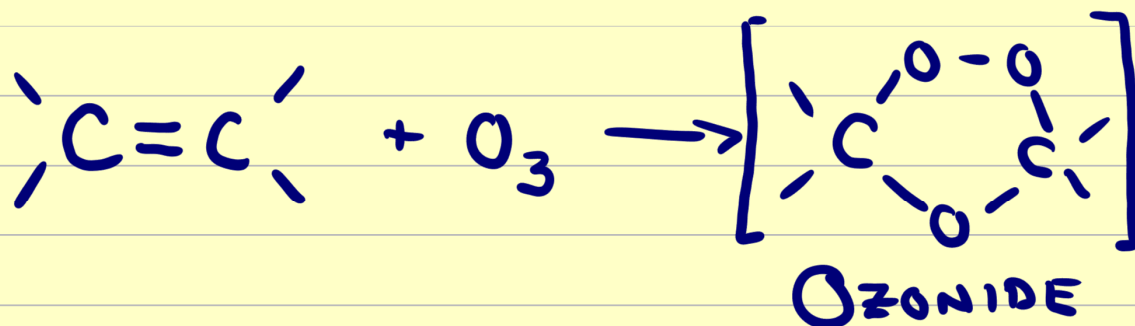 C=C + O3 → [C O-O C O]
OZONIDE